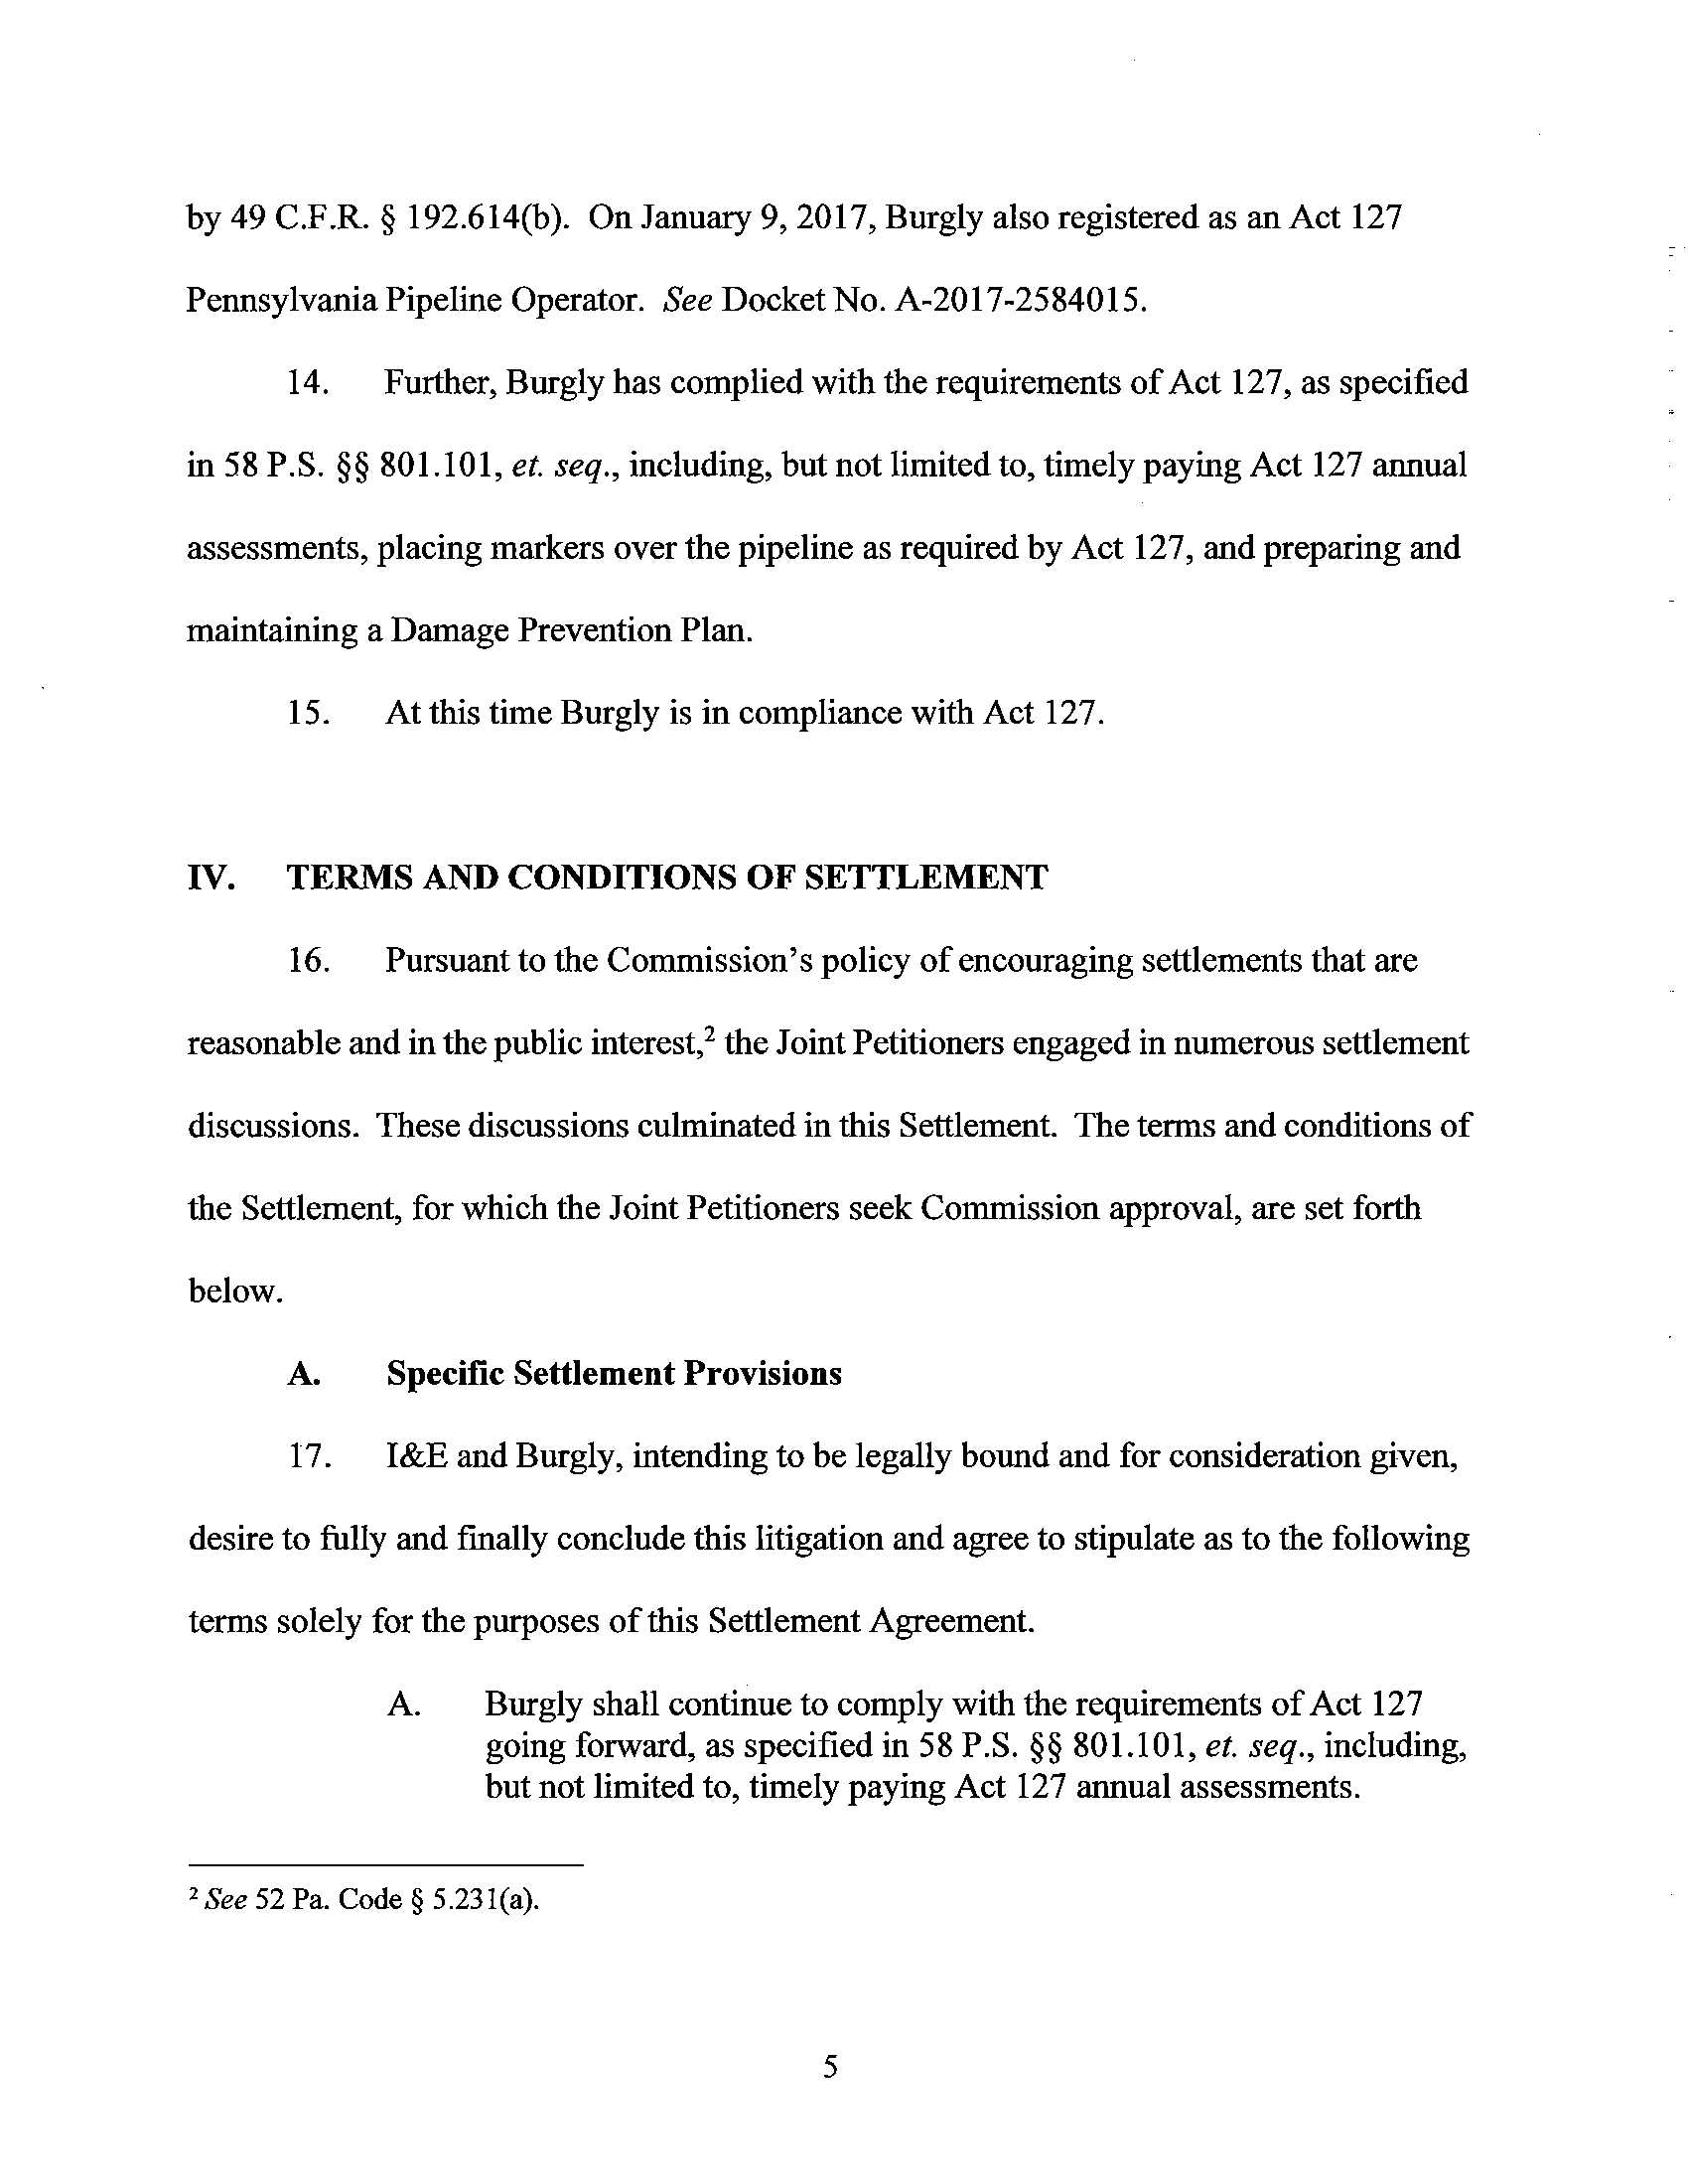 by 49 C.F.R. § 192.614(b).  On January 9, 2017, Burgly also registered as an Act 127
Pennsylvania Pipeline Operator.  See Docket No. A-2017-2584015.
14. Further, Burgly has complied with the requirements of Act 127, as specified
in 58 P.S. §§ 801.101, et. seq., including, but not limited to, timely paying Act 127 annual
assessments, placing markers over the pipeline as required by Act 127, and preparing and
maintaining a Damage Prevention Plan.
15. At this time Burgly is in compliance with Act 127.
IV. TERMS AND CONDITIONS OF SETTLEMENT
16. Pursuant to the Commission's policy of encouraging settlements that are
reasonable and in the public interest,² the Joint Petitioners engaged in numerous settlement
discussions.  These discussions culminated in this Settlement.  The terms and conditions of
the Settlement, for which the Joint Petitioners seek Commission approval, are set forth
below.
A. Specific Settlement Provisions
17. I&E and Burgly, intending to be legally bound and for consideration given,
desire to fully and finally conclude this litigation and agree to stipulate as to the following
terms solely for the purposes of this Settlement Agreement.
A. Burgly shall continue to comply with the requirements of Act 127
going forward, as specified in 58 P.S. §§ 801.101, et. seq., including,
but not limited to, timely paying Act 127 annual assessments.
² See 52 Pa. Code § 5.231(a).
5